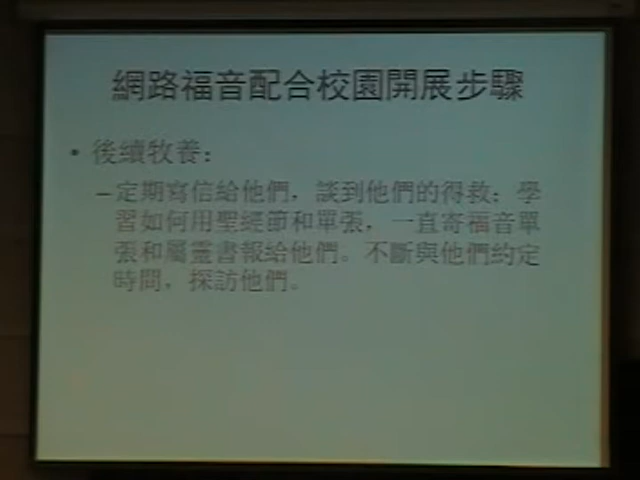 網路福音配合校園開展步驟
• 後續牧養：
–定期寫信給他們，談到他們的得救；學
習如何用聖經節和單張，一直寄福音單
張和屬靈書報給他們。不斷與他們約定
時間，探訪他們。